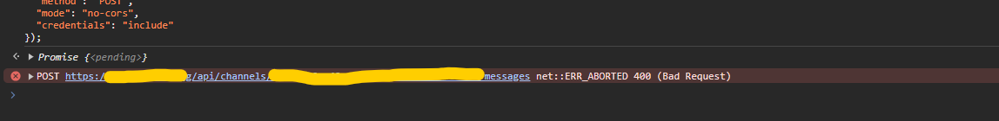 "method": "POST",
"mode": "no-cors",
"credentials": "include"
});
Promise {<pending>}
POST https:/ g/api/channels/ messages net::ERR_ABORTED 400 (Bad Request)